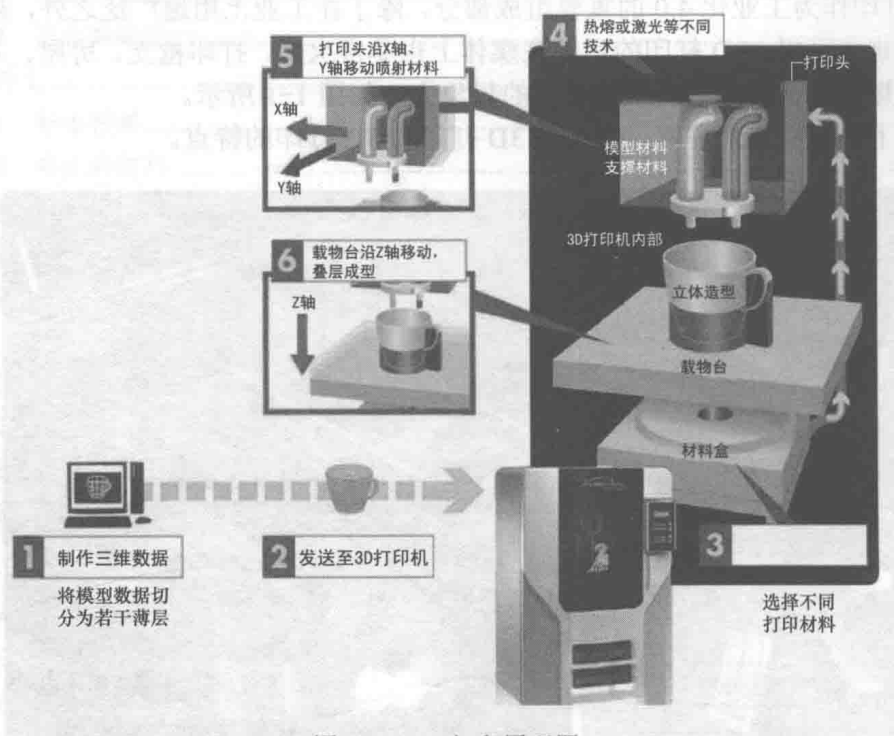 5
打印头沿X轴、
Y轴移动喷射材料
X轴
Y轴
4
热熔或激光等不同
技术
打印头
模型材料
支撑材料
3D打印机内部
立体造型
载物台
材料盒
6
载物台沿Z轴移动，
叠层成型
Z轴
1
制作三维数据
将模型数据切
分为若干薄层
2
发送至3D打印机
3
选择不同
打印材料